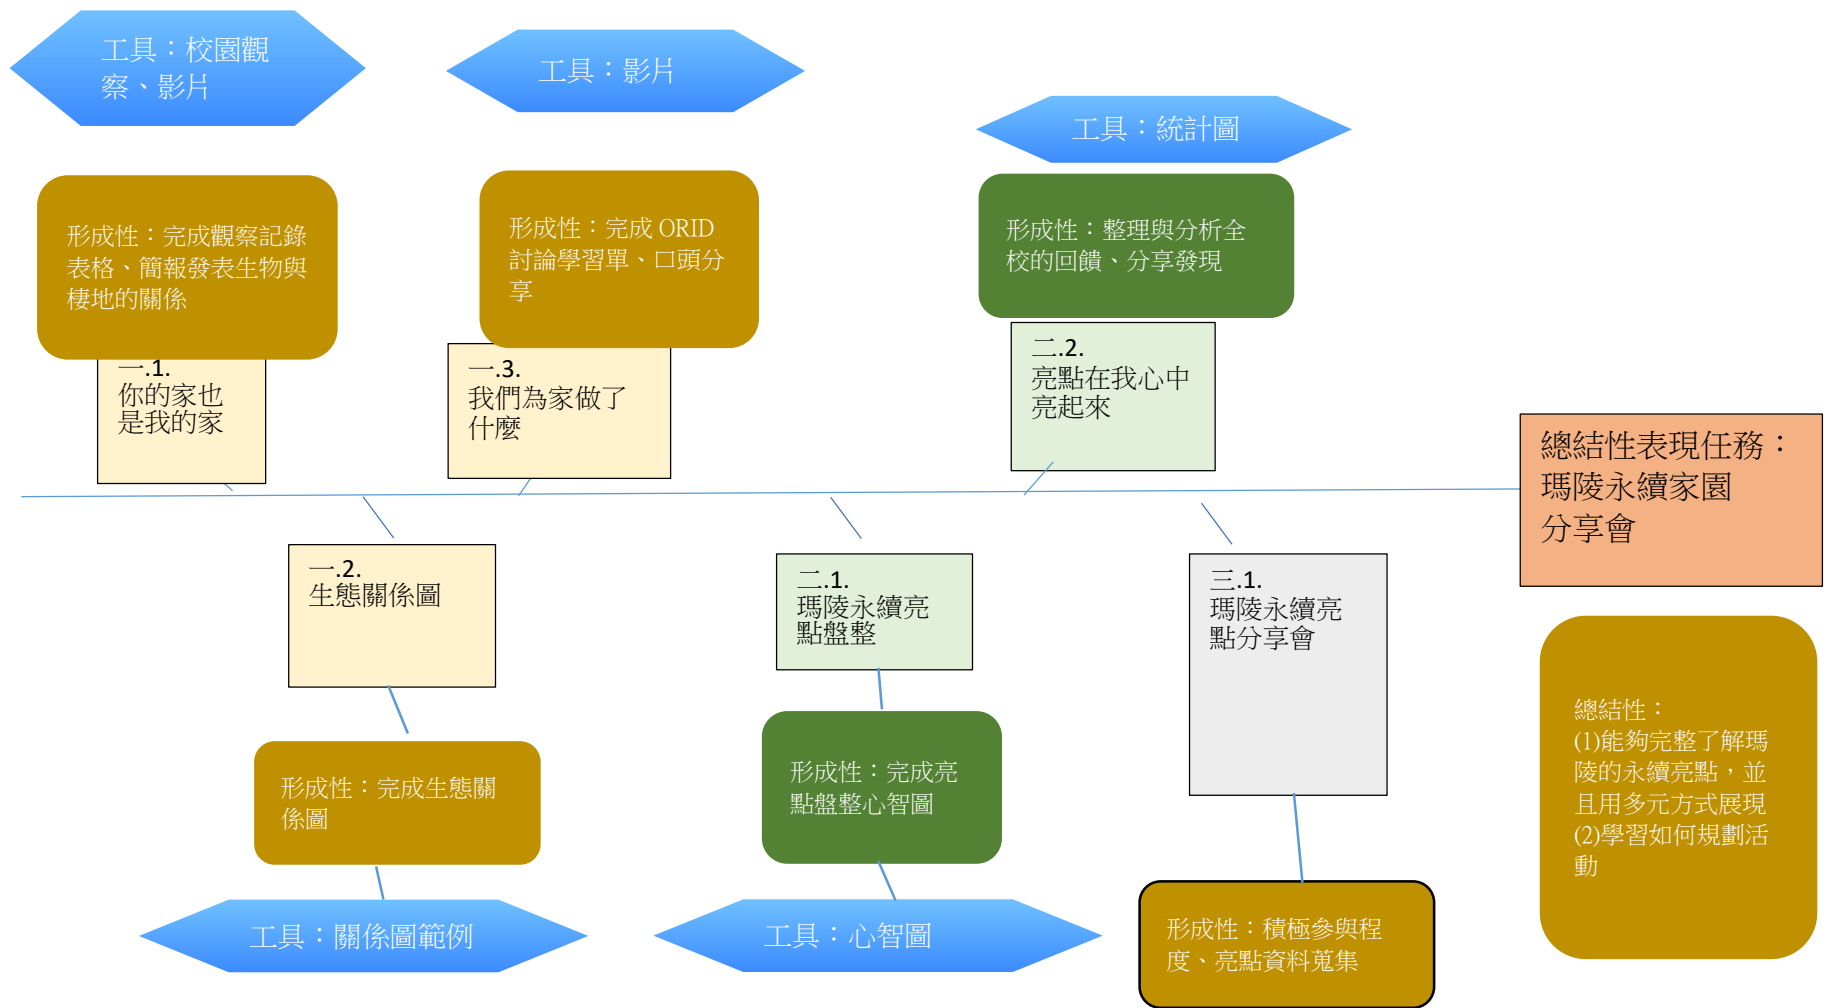 工具：校園觀
察、影片
工具：影片
工具：統計圖
形成性：完成觀察記錄
表格、簡報發表生物與
棲地的關係
形成性：完成 ORID
討論學習單、口頭分
享
形成性：整理與分析全
校的回饋、分享發現
一.1.
你的家也
是我的家
一.3.
我們為家做了
什麼
二.2.
亮點在我心中
亮起來
總結性表現任務：
瑪陵永續家園
分享會
一.2.
生態關係圖
二.1.
瑪陵永續亮
點盤整
三.1.
瑪陵永續亮
點分享會
形成性：完成生態關
係圖
形成性：完成亮
點盤整心智圖
總結性：
(1)能夠完整了解瑪
陵的永續亮點，並
且用多元方式展現
(2)學習如何規劃活
動
工具：關係圖範例
工具：心智圖
形成性：積極參與程
度、亮點資料蒐集